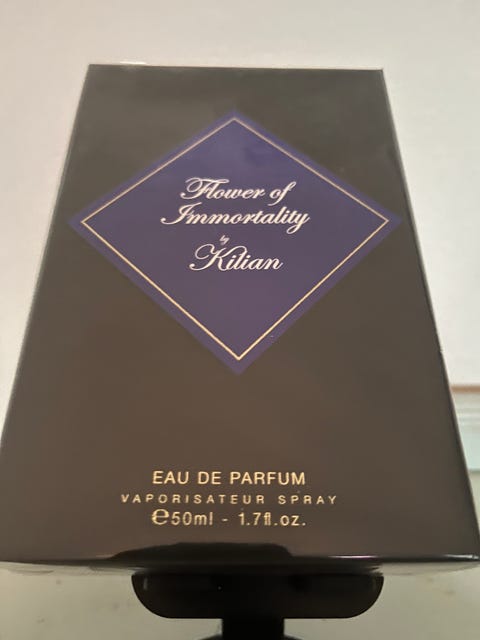 Flower of
Immortality
by
Kilian
EAU DE PARFUM
VAPORISATEUR SPRAY
℮50ml - 1.7fl.oz.